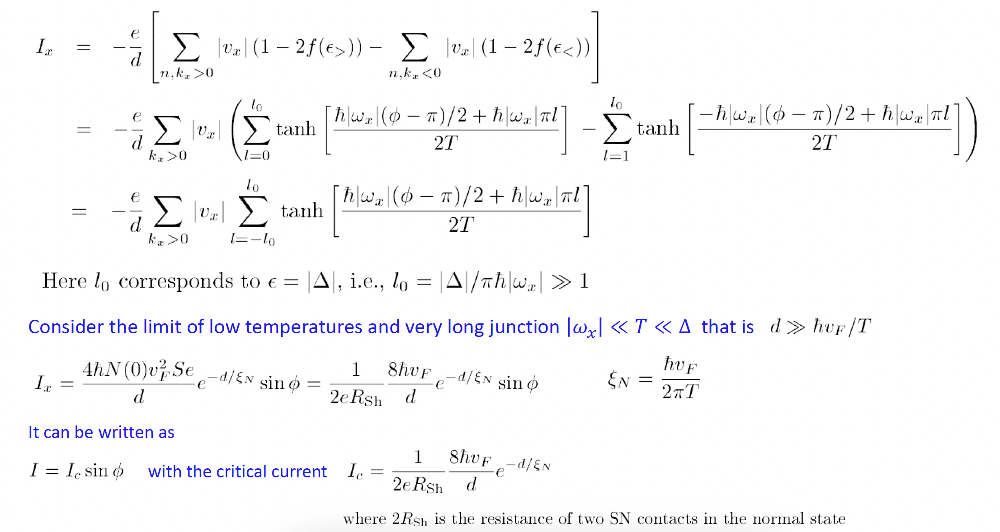 I_x = -\frac{e}{d} \left[ \sum_{n,k_x>0} |v_x| (1 - 2f(\epsilon_>)) - \sum_{n,k_x<0} |v_x| (1 - 2f(\epsilon_<)) \right]
= -\frac{e}{d} \sum_{k_x>0} |v_x| \left( \sum_{l=0}^{l_0} \tanh \left[ \frac{\hbar|\omega_x|(\phi - \pi)/2 + \hbar|\omega_x|\pi l}{2T} \right] - \sum_{l=1}^{l_0} \tanh \left[ \frac{-\hbar|\omega_x|(\phi - \pi)/2 + \hbar|\omega_x|\pi l}{2T} \right] \right)
= -\frac{e}{d} \sum_{k_x>0} |v_x| \sum_{l=-l_0}^{l_0} \tanh \left[ \frac{\hbar|\omega_x|(\phi - \pi)/2 + \hbar|\omega_x|\pi l}{2T} \right]
Here l_0 corresponds to \epsilon = |\Delta|, i.e., l_0 = |\Delta|/\pi\hbar|\omega_x| \gg 1
Consider the limit of low temperatures and very long junction |\omega_x| \ll T \ll \Delta that is d \gg \hbar v_F/T
I_x = \frac{4\hbar N(0) v_F^2 Se}{d} e^{-d/\xi_N} \sin\phi = \frac{1}{2eR_{Sh}} \frac{8\hbar v_F}{d} e^{-d/\xi_N} \sin\phi \quad \xi_N = \frac{\hbar v_F}{2\pi T}
It can be written as
I = I_c \sin\phi with the critical current I_c = \frac{1}{2eR_{Sh}} \frac{8\hbar v_F}{d} e^{-d/\xi_N}
where 2R_{Sh} is the resistance of two SN contacts in the normal state